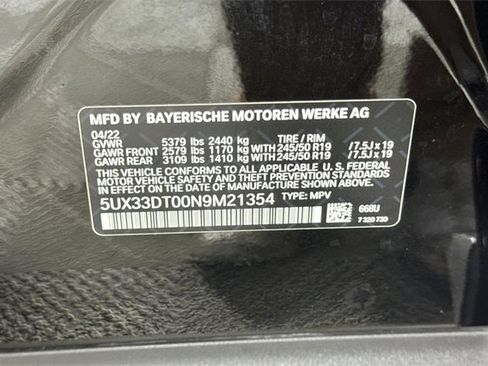 MFD BY BAYERISCHE MOTOREN WERKE AG
04/22 TIRE / RIM
GVWR 5379 lbs 2440 kg
GAWR FRONT 2579 lbs 1170 kg WITH 245/50 R19 /7.5J x 19
GAWR REAR 3109 lbs 1410 kg WITH 245/50 R19 /7.5J x 19
THIS VEHICLE CONFORMS TO ALL APPLICABLE U.S. FEDERAL
MOTOR VEHICLE SAFETY, BUMPER, AND THEFT PREVENTION
STANDARDS IN EFFECT ON THE DATE OF MANUFACTURE SHOWN ABOVE.
5UX33DT00N9M21354 TYPE: MPV
668U
7 320 730